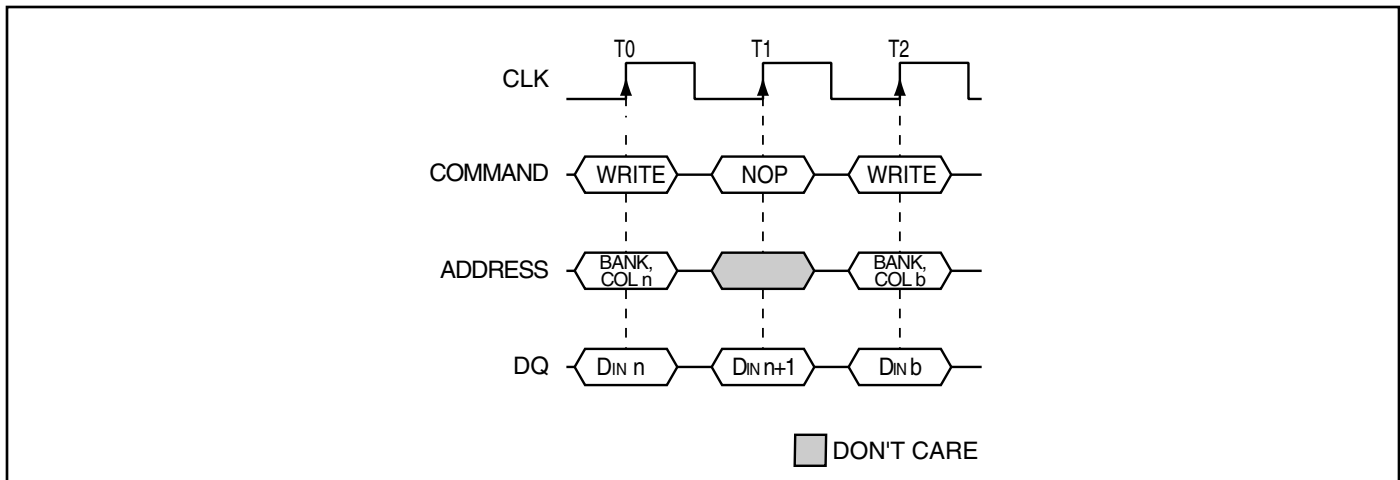 T0 T1 T2
CLK
COMMAND WRITE NOP WRITE
ADDRESS BANK, COL n BANK, COL b
DQ DIN n DIN n+1 DIN b
DON'T CARE